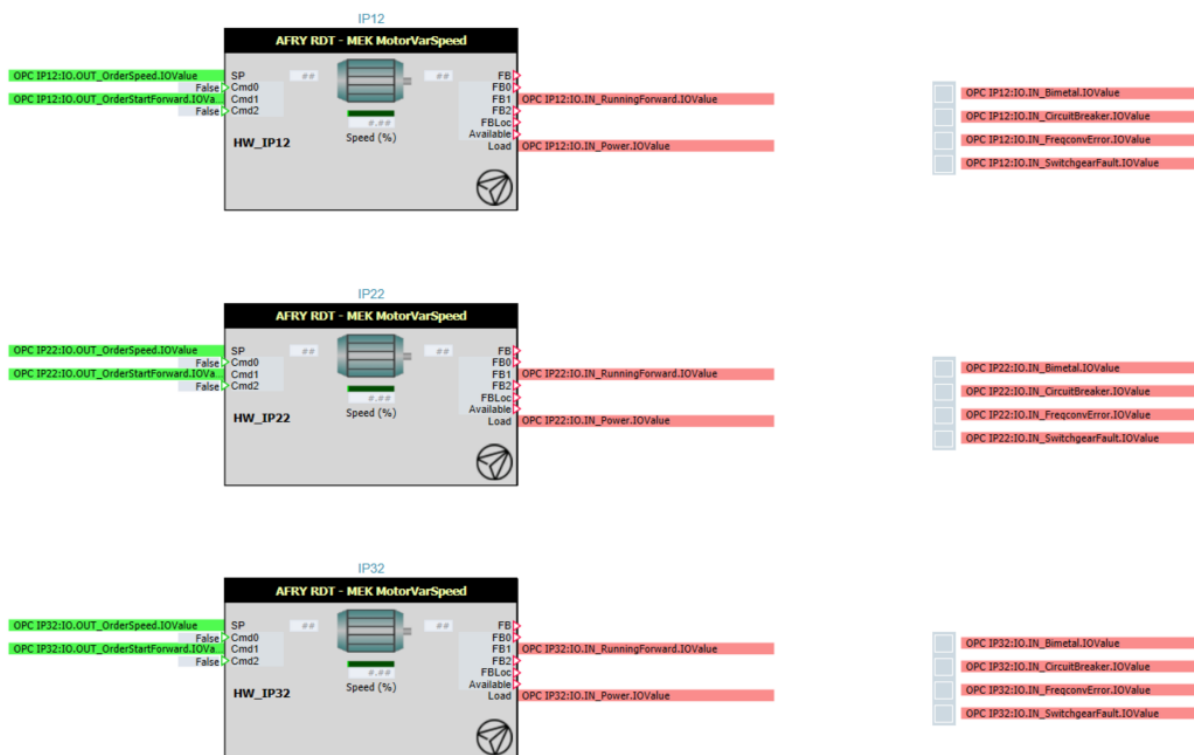 IP12
AFRY RDT - MEK MotorVarSpeed
OPC IP12:IO.OUT_OrderSpeed.IOValue SP ## ## FB
False Cmd0 FB0
OPC IP12:IO.OUT_OrderStartForward.IOVa... Cmd1 FB1 OPC IP12:IO.IN_RunningForward.IOValue
False Cmd2 FB2
#.## FBLoc
Speed (%) Available
HW_IP12 Load OPC IP12:IO.IN_Power.IOValue
OPC IP12:IO.IN_Bimetal.IOValue
OPC IP12:IO.IN_CircuitBreaker.IOValue
OPC IP12:IO.IN_FreqconvError.IOValue
OPC IP12:IO.IN_SwitchgearFault.IOValue
IP22
AFRY RDT - MEK MotorVarSpeed
OPC IP22:IO.OUT_OrderSpeed.IOValue SP ## ## FB
False Cmd0 FB0
OPC IP22:IO.OUT_OrderStartForward.IOVa... Cmd1 FB1 OPC IP22:IO.IN_RunningForward.IOValue
False Cmd2 FB2
#.## FBLoc
Speed (%) Available
HW_IP22 Load OPC IP22:IO.IN_Power.IOValue
OPC IP22:IO.IN_Bimetal.IOValue
OPC IP22:IO.IN_CircuitBreaker.IOValue
OPC IP22:IO.IN_FreqconvError.IOValue
OPC IP22:IO.IN_SwitchgearFault.IOValue
IP32
AFRY RDT - MEK MotorVarSpeed
OPC IP32:IO.OUT_OrderSpeed.IOValue SP ## ## FB
False Cmd0 FB0
OPC IP32:IO.OUT_OrderStartForward.IOVa... Cmd1 FB1 OPC IP32:IO.IN_RunningForward.IOValue
False Cmd2 FB2
#.## FBLoc
Speed (%) Available
HW_IP32 Load OPC IP32:IO.IN_Power.IOValue
OPC IP32:IO.IN_Bimetal.IOValue
OPC IP32:IO.IN_CircuitBreaker.IOValue
OPC IP32:IO.IN_FreqconvError.IOValue
OPC IP32:IO.IN_SwitchgearFault.IOValue